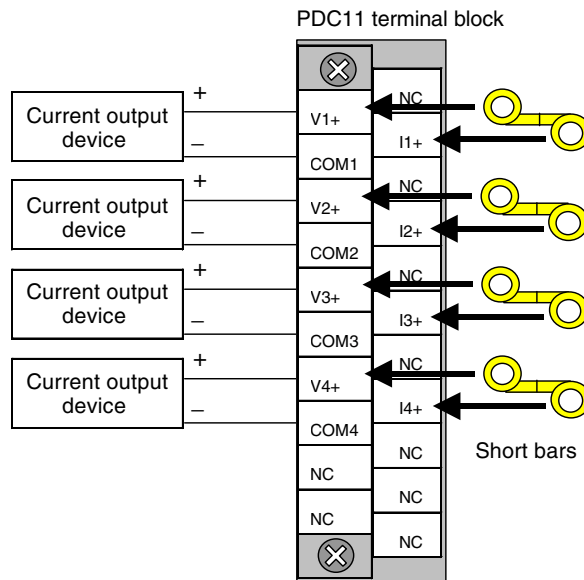 PDC11 terminal block
+
Current output
device
−
V1+
NC
COM1
I1+
+
Current output
device
−
V2+
NC
COM2
I2+
+
Current output
device
−
V3+
NC
COM3
I3+
+
Current output
device
−
V4+
NC
COM4
I4+
Short bars
NC
NC
NC
NC
NC